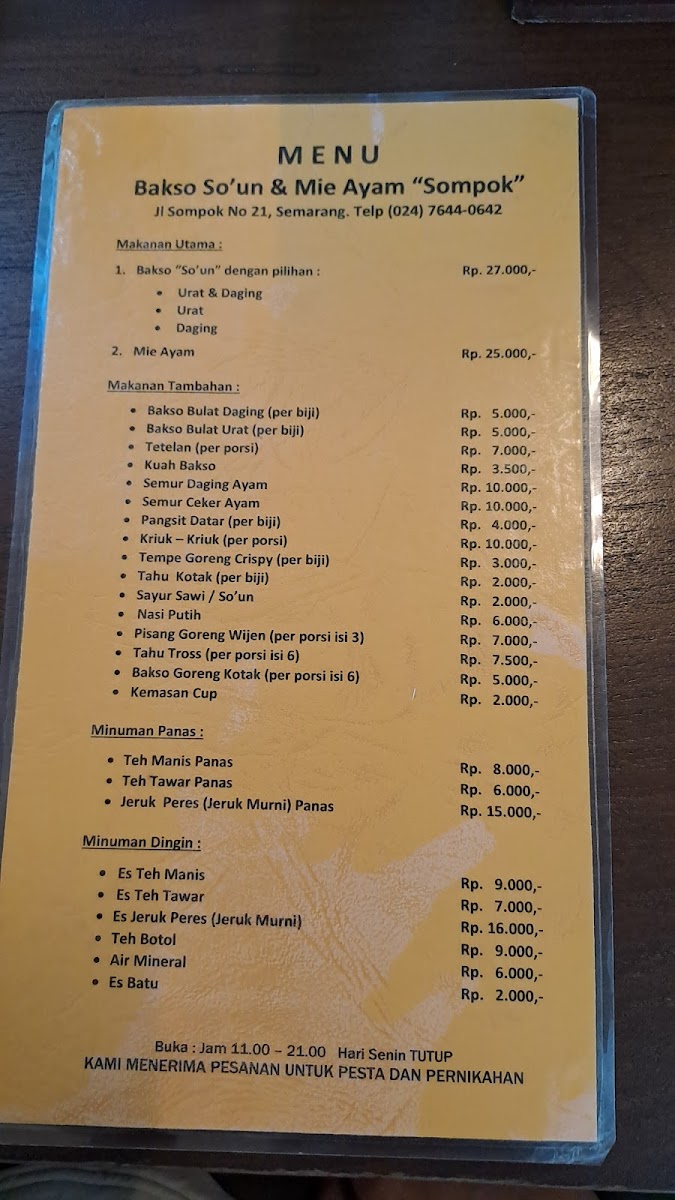 MENU
Bakso So'un & Mie Ayam "Sompok"
Jl Sompok No 21, Semarang. Telp (024) 7644-0642
Makanan Utama :
1. Bakso "So'un" dengan pilihan : Rp. 27.000,-
• Urat & Daging
• Urat
• Daging
2. Mie Ayam Rp. 25.000,-
Makanan Tambahan :
• Bakso Bulat Daging (per biji) Rp. 5.000,-
• Bakso Bulat Urat (per biji) Rp. 5.000,-
• Tetelan (per porsi) Rp. 7.000,-
• Kuah Bakso Rp. 3.500,-
• Semur Daging Ayam Rp. 10.000,-
• Semur Ceker Ayam Rp. 10.000,-
• Pangsit Datar (per biji) Rp. 4.000,-
• Kriuk – Kriuk (per porsi) Rp. 10.000,-
• Tempe Goreng Crispy (per biji) Rp. 3.000,-
• Tahu Kotak (per biji) Rp. 2.000,-
• Sayur Sawi / So'un Rp. 2.000,-
• Nasi Putih Rp. 6.000,-
• Pisang Goreng Wijen (per porsi isi 3) Rp. 7.000,-
• Tahu Tross (per porsi isi 6) Rp. 7.500,-
• Bakso Goreng Kotak (per porsi isi 6) Rp. 5.000,-
• Kemasan Cup Rp. 2.000,-
Minuman Panas :
• Teh Manis Panas Rp. 8.000,-
• Teh Tawar Panas Rp. 6.000,-
• Jeruk Peres (Jeruk Murni) Panas Rp. 15.000,-
Minuman Dingin :
• Es Teh Manis Rp. 9.000,-
• Es Teh Tawar Rp. 7.000,-
• Es Jeruk Peres (Jeruk Murni) Rp. 16.000,-
• Teh Botol Rp. 9.000,-
• Air Mineral Rp. 6.000,-
• Es Batu Rp. 2.000,-
Buka : Jam 11.00 – 21.00 Hari Senin TUTUP
KAMI MENERIMA PESANAN UNTUK PESTA DAN PERNIKAHAN